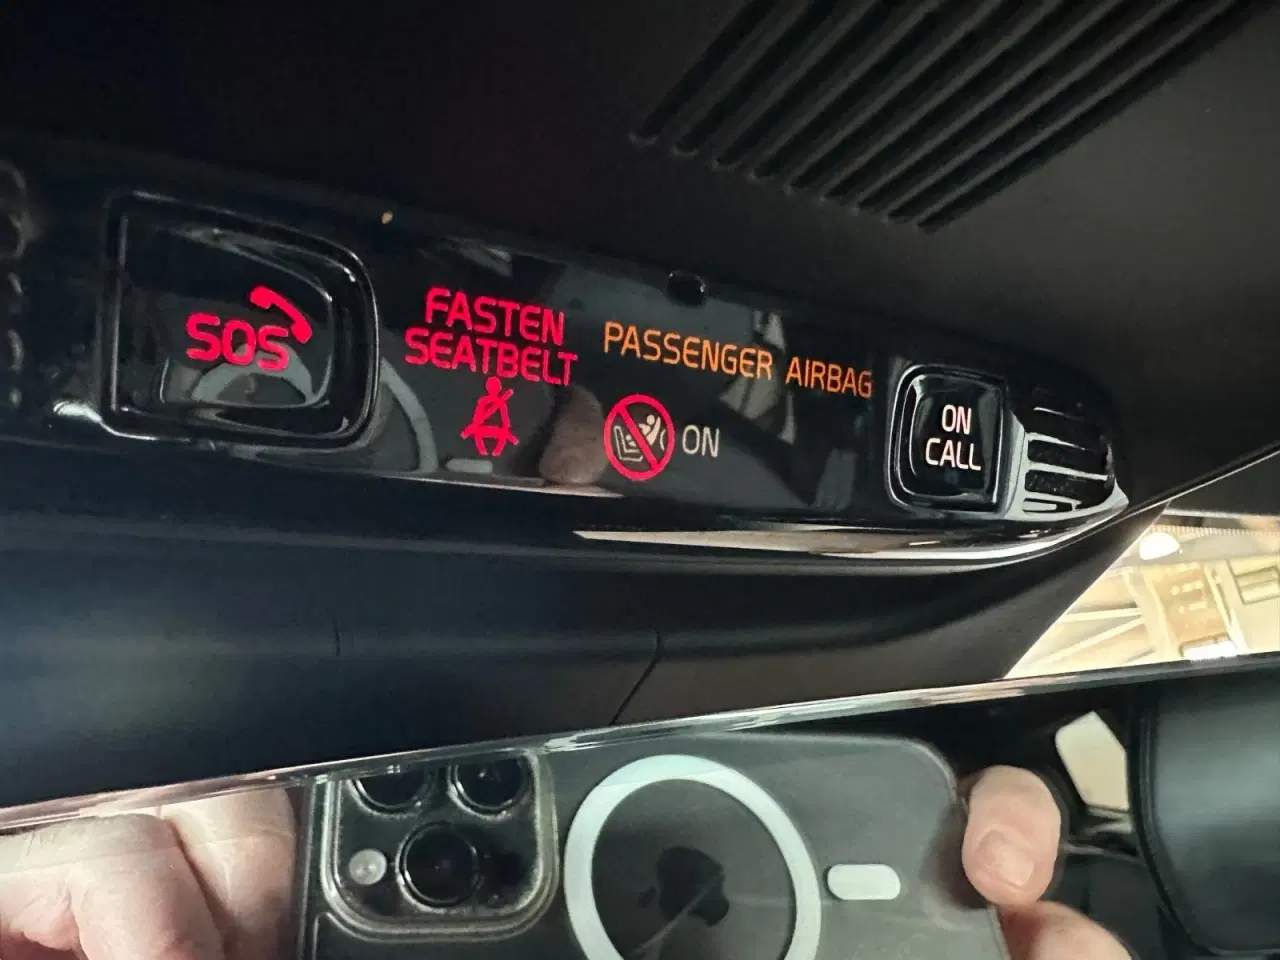 SOS
FASTEN
SEATBELT
PASSENGER AIRBAG
ON
ON
CALL